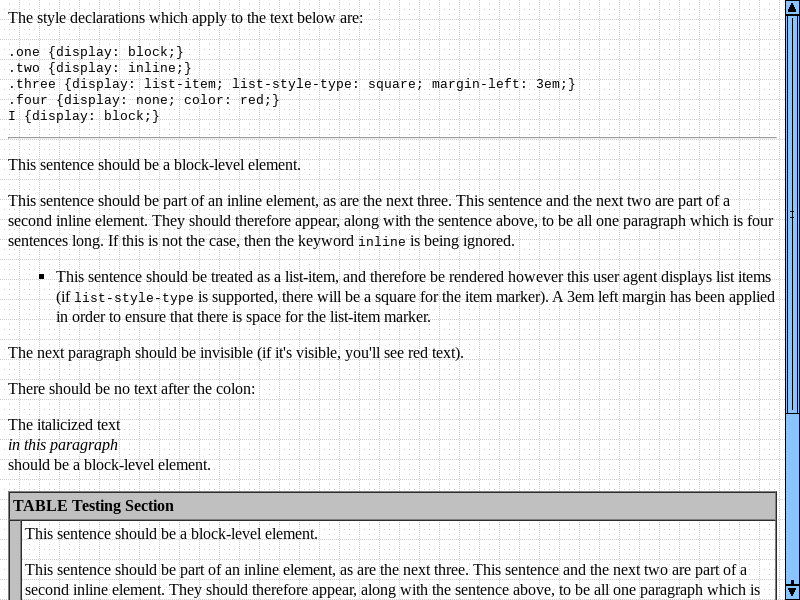 The style declarations which apply to the text below are:
.one {display: block;}
.two {display: inline;}
.three {display: list-item; list-style-type: square; margin-left: 3em;}
.four {display: none; color: red;}
I {display: block;}
This sentence should be a block-level element.
This sentence should be part of an inline element, as are the next three. This sentence and the next two are part of a
second inline element. They should therefore appear, along with the sentence above, to be all one paragraph which is four
sentences long. If this is not the case, then the keyword inline is being ignored.
This sentence should be treated as a list-item, and therefore be rendered however this user agent displays list items
(if list-style-type is supported, there will be a square for the item marker). A 3em left margin has been applied
in order to ensure that there is space for the list-item marker.
The next paragraph should be invisible (if it's visible, you'll see red text).
There should be no text after the colon:
The italicized text
in this paragraph
should be a block-level element.
TABLE Testing Section
This sentence should be a block-level element.
This sentence should be part of an inline element, as are the next three. This sentence and the next two are part of a
second inline element. They should therefore appear, along with the sentence above, to be all one paragraph which is